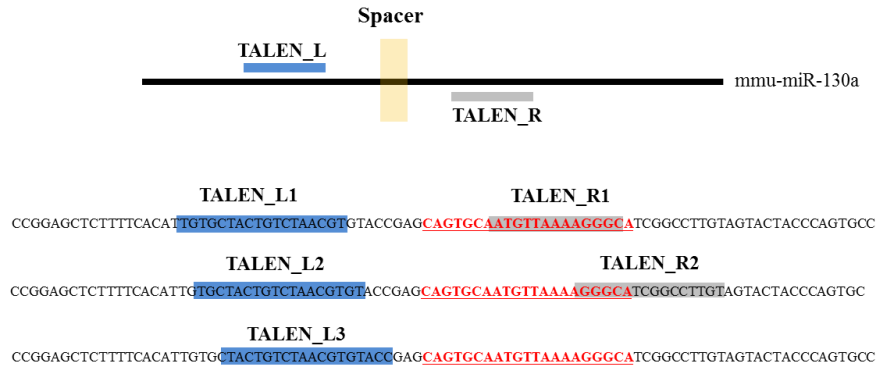 Spacer
TALEN_L
mmu-miR-130a
TALEN_R
TALEN_L1
TALEN_R1
CCGGAGCTCTTTTCACATTGTGCTACTGTCTAACGTGTACCGAGCAGTGCAATGTTAAAAGGGCATCGGCCTTGTAGTACTACCCAGTGCC
TALEN_L2
TALEN_R2
CCGGAGCTCTTTTCACATTGTGCTACTGTCTAACGTGTACCGAGCAGTGCAATGTTAAAAGGGCATCGGCCTTGTAGTACTACCCAGTGC
TALEN_L3
CCGGAGCTCTTTTCACATTGTGCTACTGTCTAACGTGTACCGAGCAGTGCAATGTTAAAAGGGCATCGGCCTTGTAGTACTACCCAGTGCC